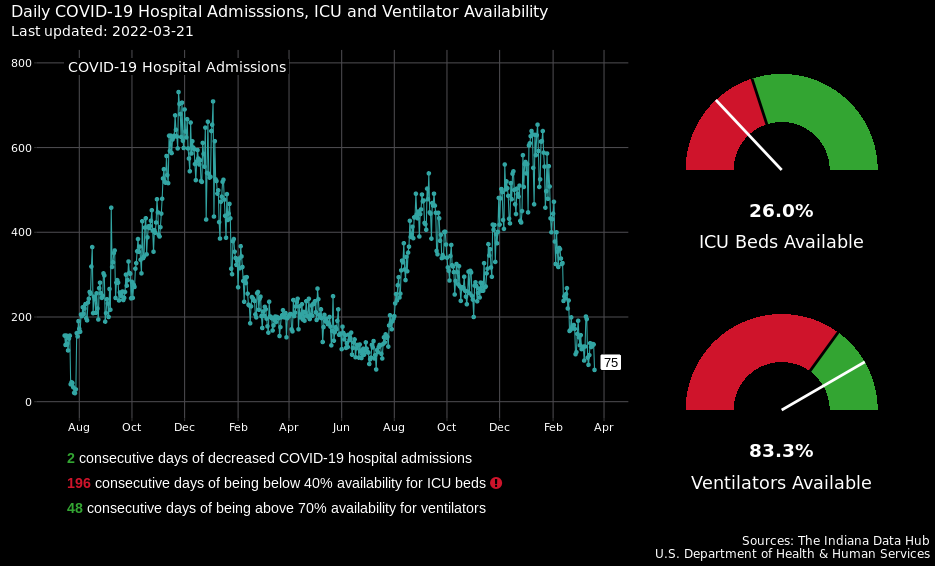 Daily COVID-19 Hospital Admisssions, ICU and Ventilator Availability
Last updated: 2022-03-21
COVID-19 Hospital Admissions
800
600
400
200
0
75
Aug Oct Dec Feb Apr Jun Aug Oct Dec Feb Apr
26.0%
ICU Beds Available
83.3%
Ventilators Available
2 consecutive days of decreased COVID-19 hospital admissions
196 consecutive days of being below 40% availability for ICU beds !
48 consecutive days of being above 70% availability for ventilators
Sources: The Indiana Data Hub
U.S. Department of Health & Human Services